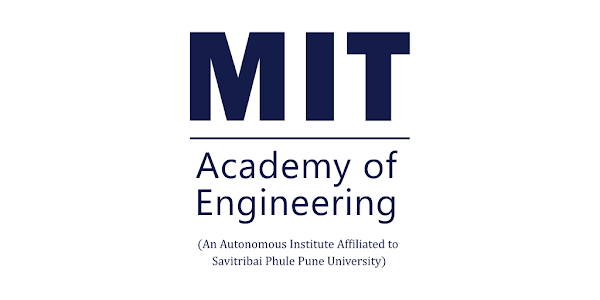 MIT
Academy of
Engineering
(An Autonomous Institute Affiliated to
Savitribai Phule Pune University)